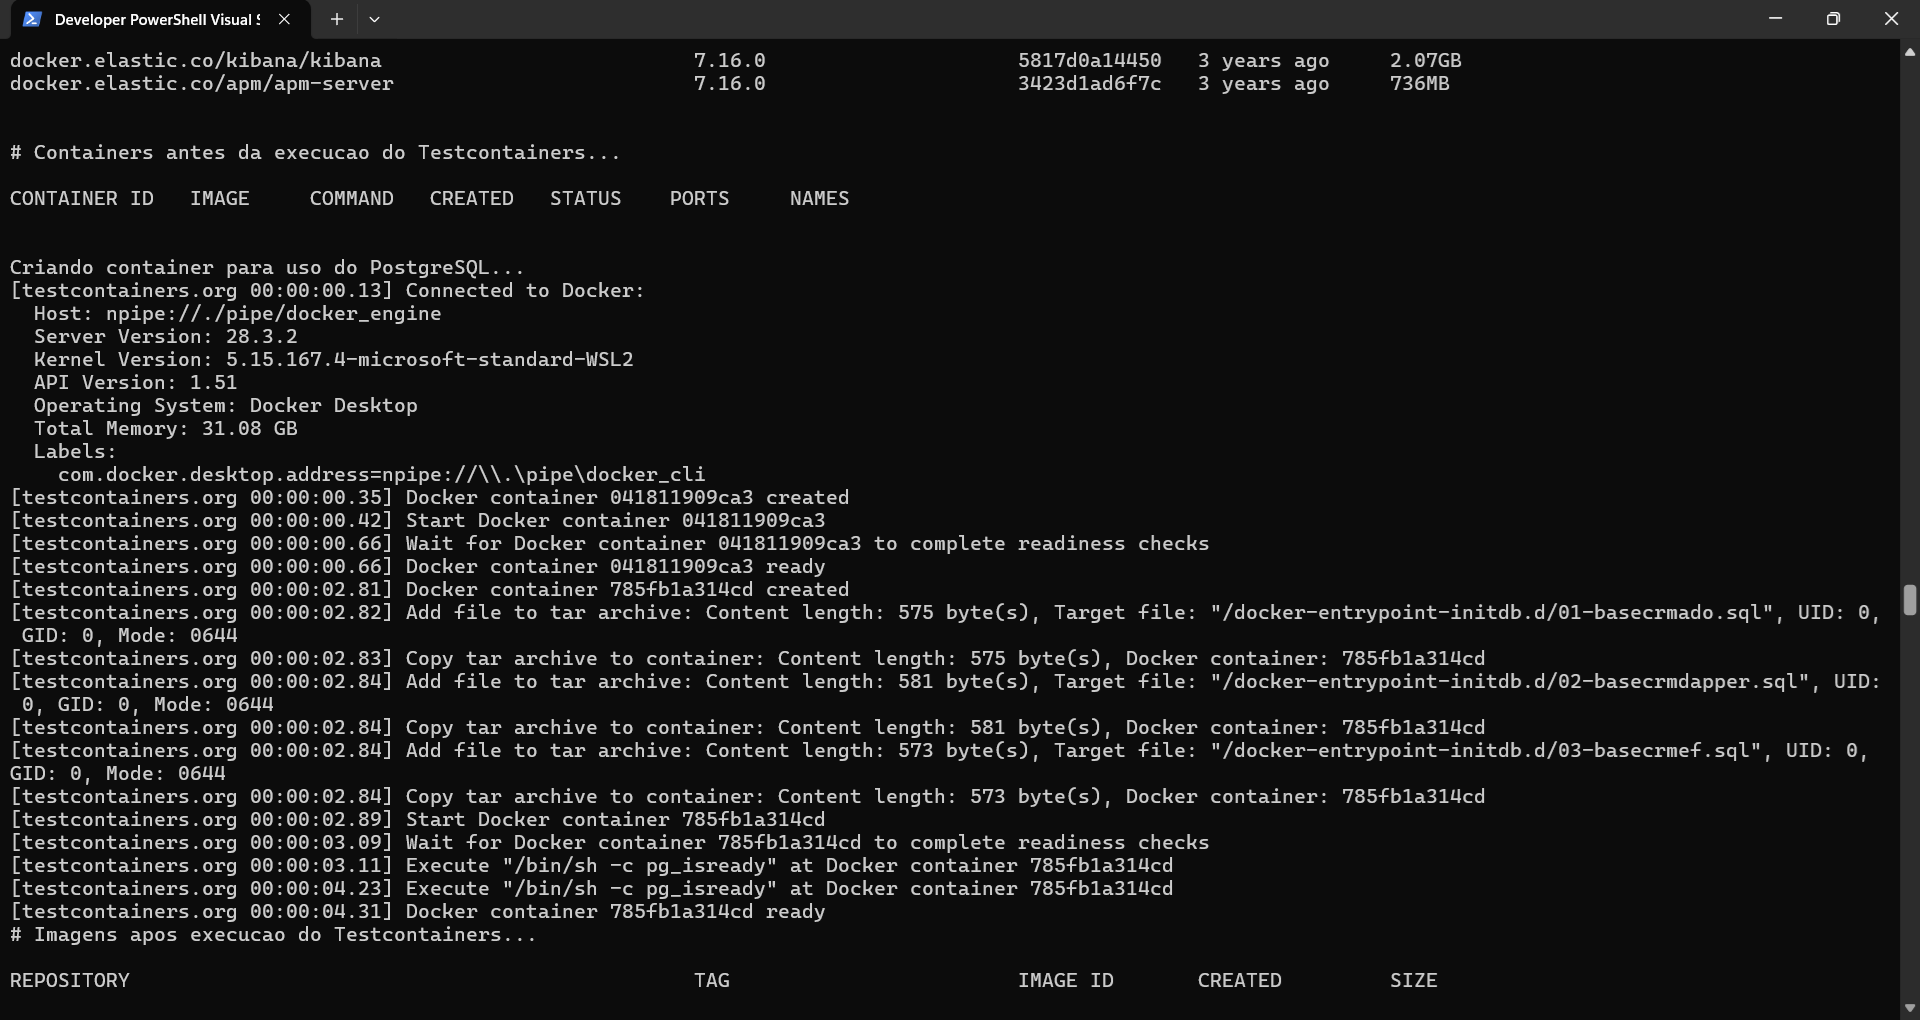 Developer PowerShell Visual S
docker.elastic.co/kibana/kibana 7.16.0 5817d0a14450 3 years ago 2.07GB
docker.elastic.co/apm/apm-server 7.16.0 3423d1ad6f7c 3 years ago 736MB
# Containers antes da execucao do Testcontainers...
CONTAINER ID IMAGE COMMAND CREATED STATUS PORTS NAMES
Criando container para uso do PostgreSQL...
[testcontainers.org 00:00:00.13] Connected to Docker:
Host: npipe://./pipe/docker_engine
Server Version: 28.3.2
Kernel Version: 5.15.167.4-microsoft-standard-WSL2
API Version: 1.51
Operating System: Docker Desktop
Total Memory: 31.08 GB
Labels:
com.docker.desktop.address=npipe://\\.\pipe\docker_cli
[testcontainers.org 00:00:00.35] Docker container 041811909ca3 created
[testcontainers.org 00:00:00.42] Start Docker container 041811909ca3
[testcontainers.org 00:00:00.66] Wait for Docker container 041811909ca3 to complete readiness checks
[testcontainers.org 00:00:00.66] Docker container 041811909ca3 ready
[testcontainers.org 00:00:02.81] Docker container 785fb1a314cd created
[testcontainers.org 00:00:02.82] Add file to tar archive: Content length: 575 byte(s), Target file: "/docker-entrypoint-initdb.d/01-basecrmado.sql", UID: 0,
GID: 0, Mode: 0644
[testcontainers.org 00:00:02.83] Copy tar archive to container: Content length: 575 byte(s), Docker container: 785fb1a314cd
[testcontainers.org 00:00:02.84] Add file to tar archive: Content length: 581 byte(s), Target file: "/docker-entrypoint-initdb.d/02-basecrmdapper.sql", UID:
0, GID: 0, Mode: 0644
[testcontainers.org 00:00:02.84] Copy tar archive to container: Content length: 581 byte(s), Docker container: 785fb1a314cd
[testcontainers.org 00:00:02.84] Add file to tar archive: Content length: 573 byte(s), Target file: "/docker-entrypoint-initdb.d/03-basecrmef.sql", UID: 0,
GID: 0, Mode: 0644
[testcontainers.org 00:00:02.84] Copy tar archive to container: Content length: 573 byte(s), Docker container: 785fb1a314cd
[testcontainers.org 00:00:02.89] Start Docker container 785fb1a314cd
[testcontainers.org 00:00:03.09] Wait for Docker container 785fb1a314cd to complete readiness checks
[testcontainers.org 00:00:03.11] Execute "/bin/sh -c pg_isready" at Docker container 785fb1a314cd
[testcontainers.org 00:00:04.23] Execute "/bin/sh -c pg_isready" at Docker container 785fb1a314cd
[testcontainers.org 00:00:04.31] Docker container 785fb1a314cd ready
# Imagens apos execucao do Testcontainers...
REPOSITORY TAG IMAGE ID CREATED SIZE